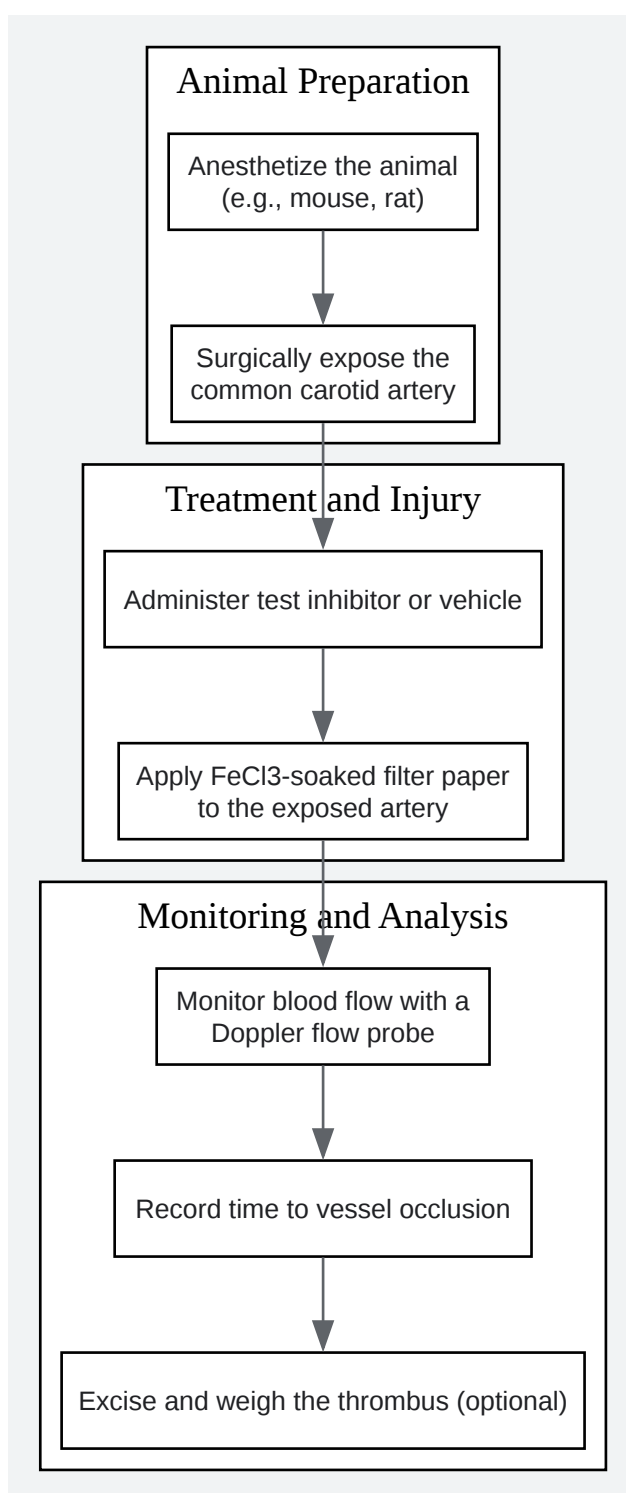 Animal Preparation
Anesthetize the animal
(e.g., mouse, rat)
Surgically expose the
common carotid artery
Treatment and Injury
Administer test inhibitor or vehicle
Apply FeCl3-soaked filter paper
to the exposed artery
Monitoring and Analysis
Monitor blood flow with a
Doppler flow probe
Record time to vessel occlusion
Excise and weigh the thrombus (optional)